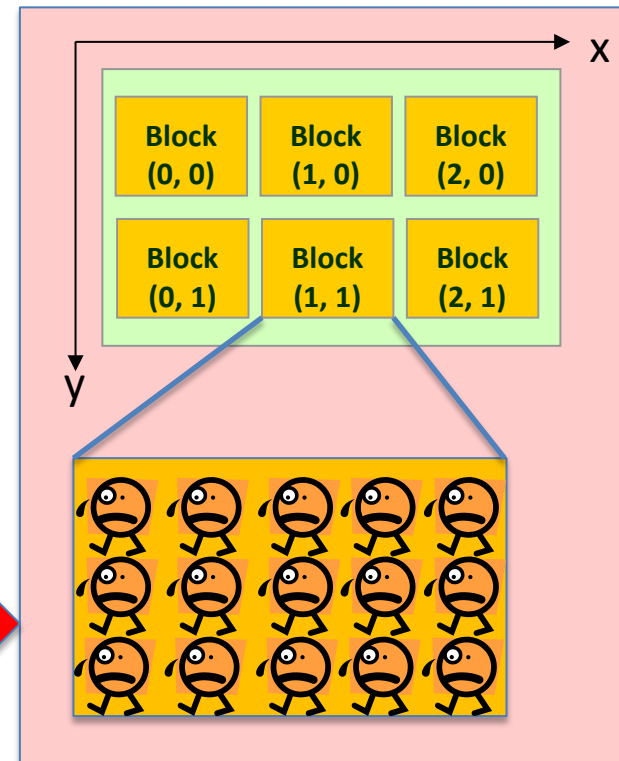 x
Block
(0, 0)
Block
(1, 0)
Block
(2, 0)
Block
(0, 1)
Block
(1, 1)
Block
(2, 1)
y